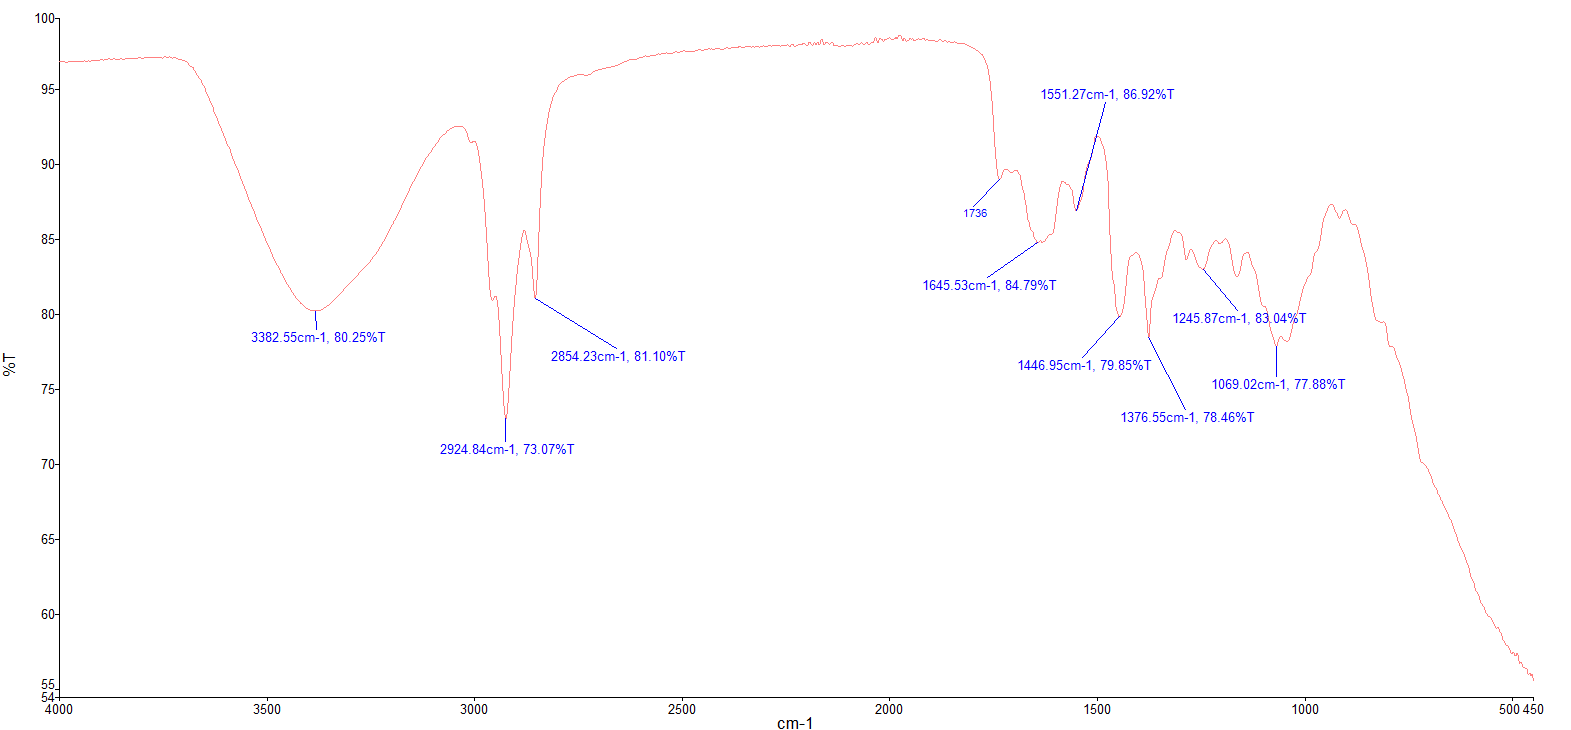 100
95
90
85
80
75
70
65
60
55
54
%T
1551.27cm-1, 86.92%T
1736
1645.53cm-1, 84.79%T
1245.87cm-1, 83.04%T
3382.55cm-1, 80.25%T
2854.23cm-1, 81.10%T
1446.95cm-1, 79.85%T
1069.02cm-1, 77.88%T
1376.55cm-1, 78.46%T
2924.84cm-1, 73.07%T
4000 3500 3000 2500 2000 1500 1000 500 450
cm-1